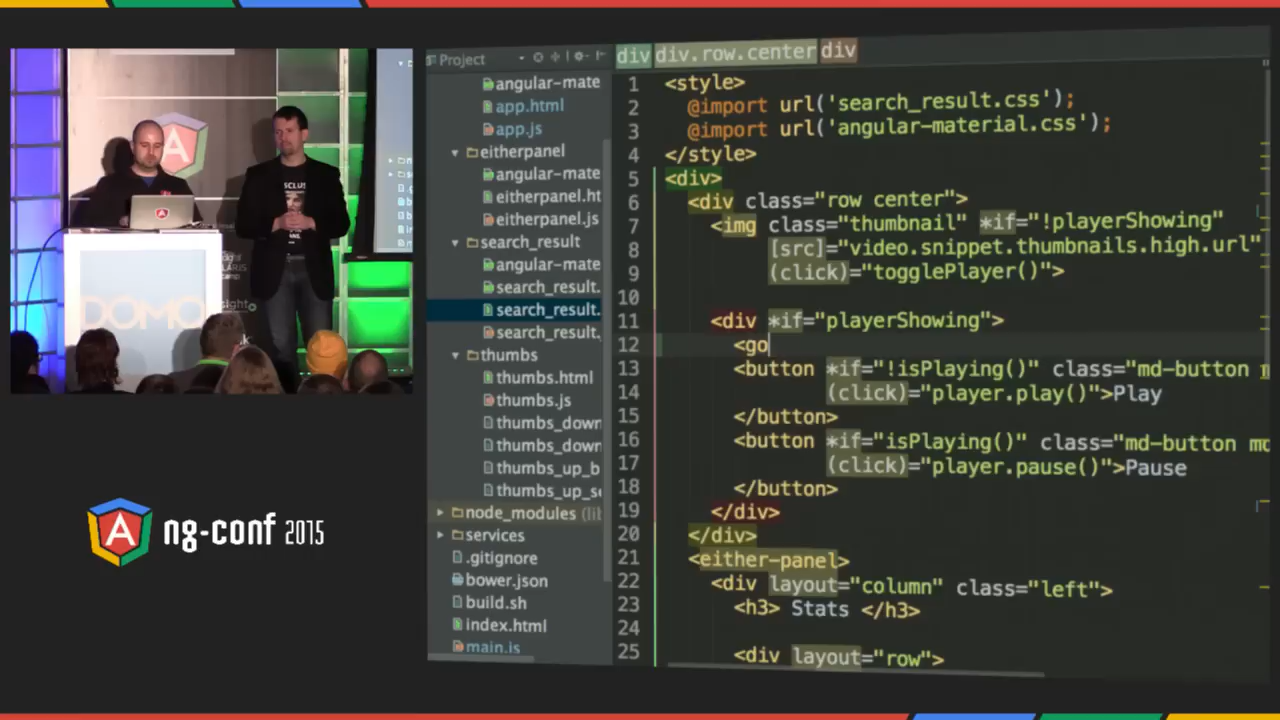 DOMO
SCLUS
A
ng-conf 2015
Project
angular-mate
app.html
app.js
eitherpanel
angular-mate
eitherpanel.ht
eitherpanel.js
search_result
angular-mate
search_result.
search_result.
search_result.
thumbs
thumbs.html
thumbs.js
thumbs_down
thumbs_down
thumbs_up_b
thumbs_up_se
node_modules (lib
services
.gitignore
bower.json
build.sh
index.html
main.js
div div.row.center div
1 <style>
2 @import url('search_result.css');
3 @import url('angular-material.css');
4 </style>
5 <div>
6 <div class="row center">
7 <img class="thumbnail" *if="!playerShowing"
8 [src]="video.snippet.thumbnails.high.url"
9 (click)="togglePlayer()">
10
11 <div *if="playerShowing">
12 <go
13 <button *if="!isPlaying()" class="md-button m
14 (click)="player.play()">Play
15 </button>
16 <button *if="isPlaying()" class="md-button md
17 (click)="player.pause()">Pause
18 </button>
19 </div>
20 </div>
21 <either-panel>
22 <div layout="column" class="left">
23 <h3> Stats </h3>
24
25 <div layout="row">